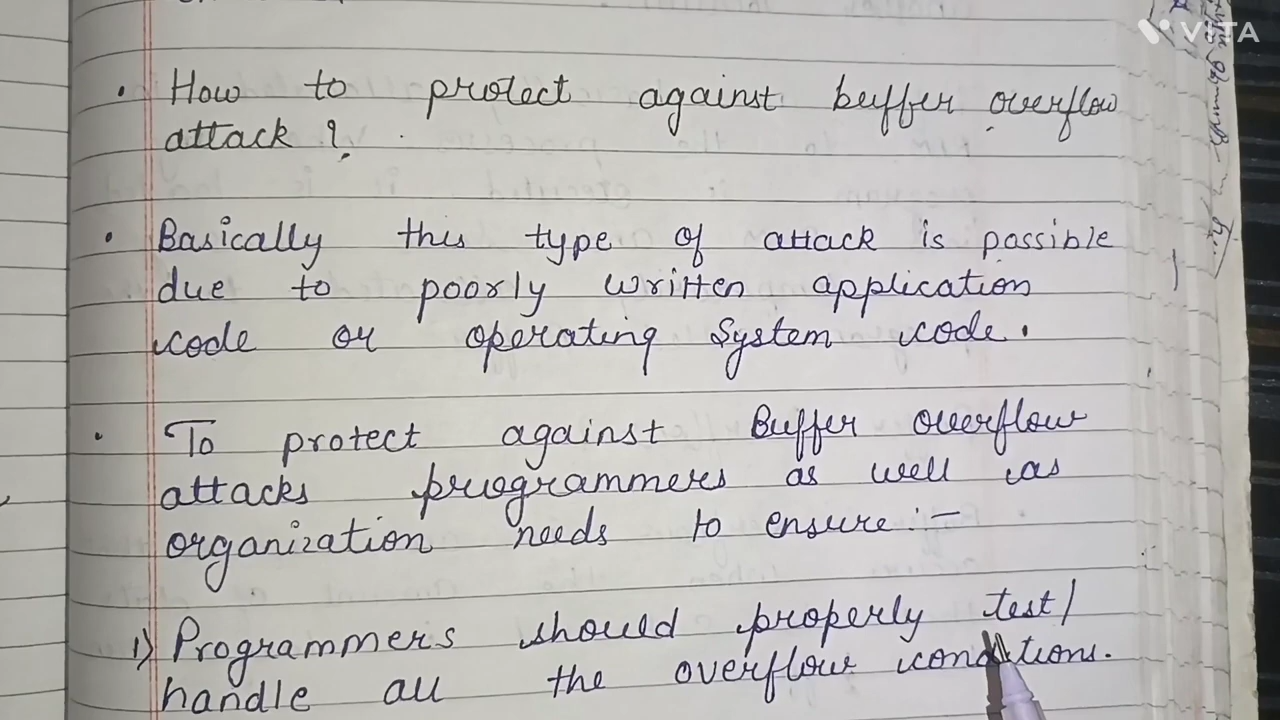 VITA
• How to protect against buffer overflow
attack ?
• Basically this type of attack is possible
due to poorly written application
code or operating System code.
• To protect against Buffer overflow
attacks programmers as well as
organization needs to ensure :-
1) Programmers should properly test/
handle all the overflow conditions.